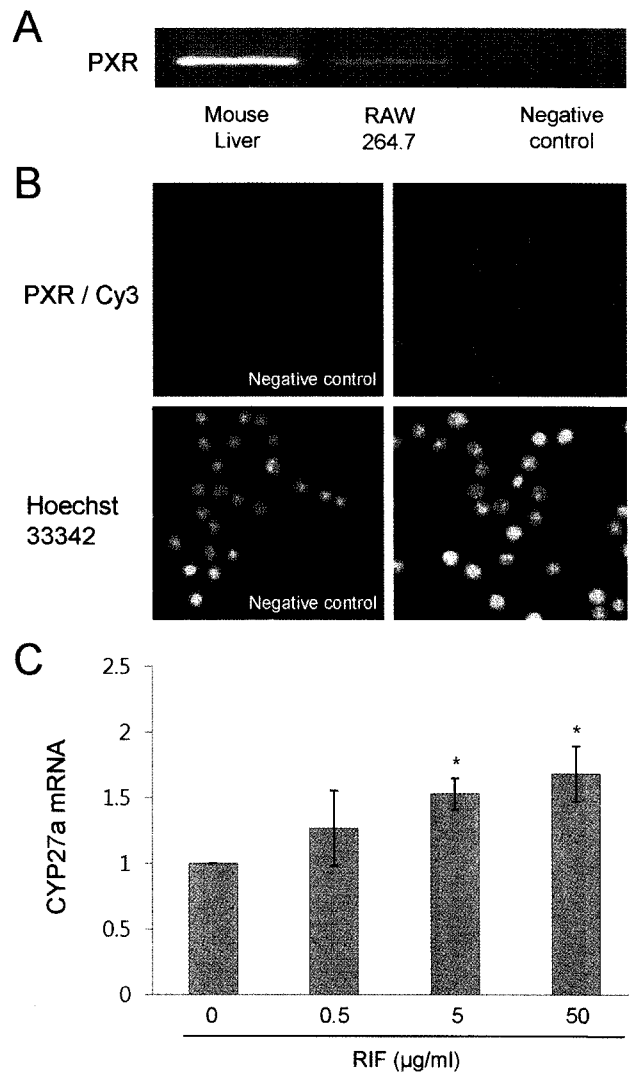 A
PXR
Mouse
Liver
RAW
264.7
Negative
control
B
PXR / Cy3
Negative control
Hoechst
33342
Negative control
C
CYP27a mRNA
2.5
2
1.5
1
0.5
0
*
*
0
0.5
5
50
RIF (µg/ml)